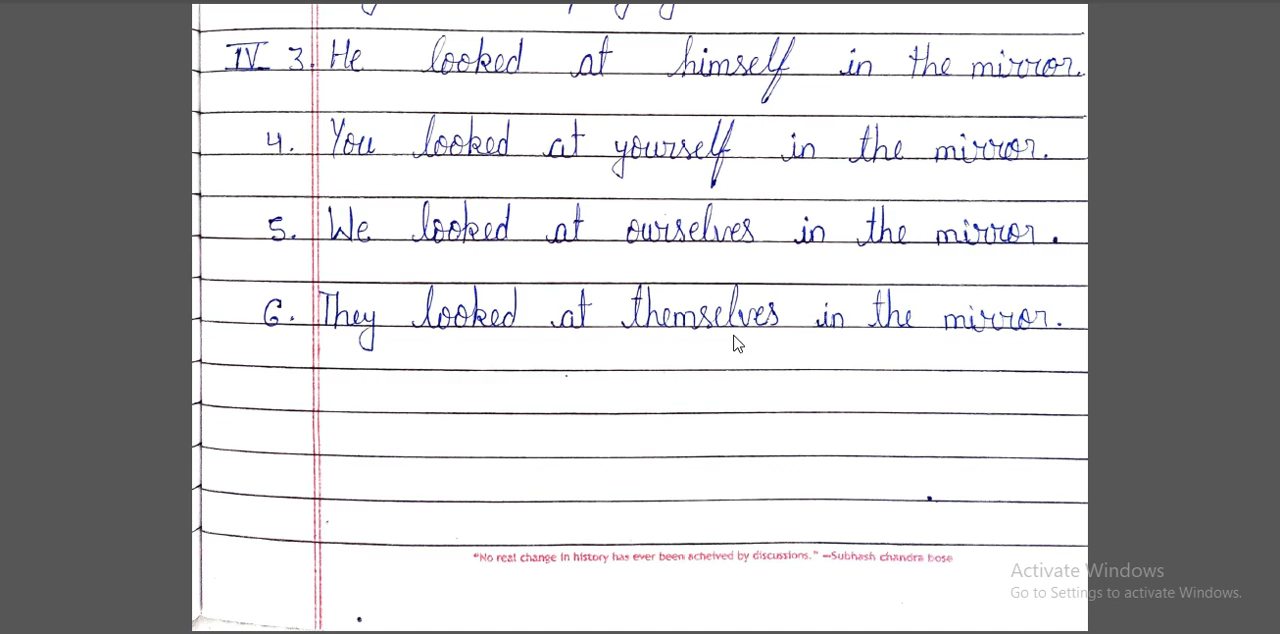 IV 3. He looked at himself in the mirror.
4. You looked at yourself in the mirror.
5. We looked at ourselves in the mirror.
6. They looked at themselves in the mirror.
"No real change in history has ever been acheived by discussions." —Subhash chandra bose
Activate Windows
Go to Settings to activate Windows.